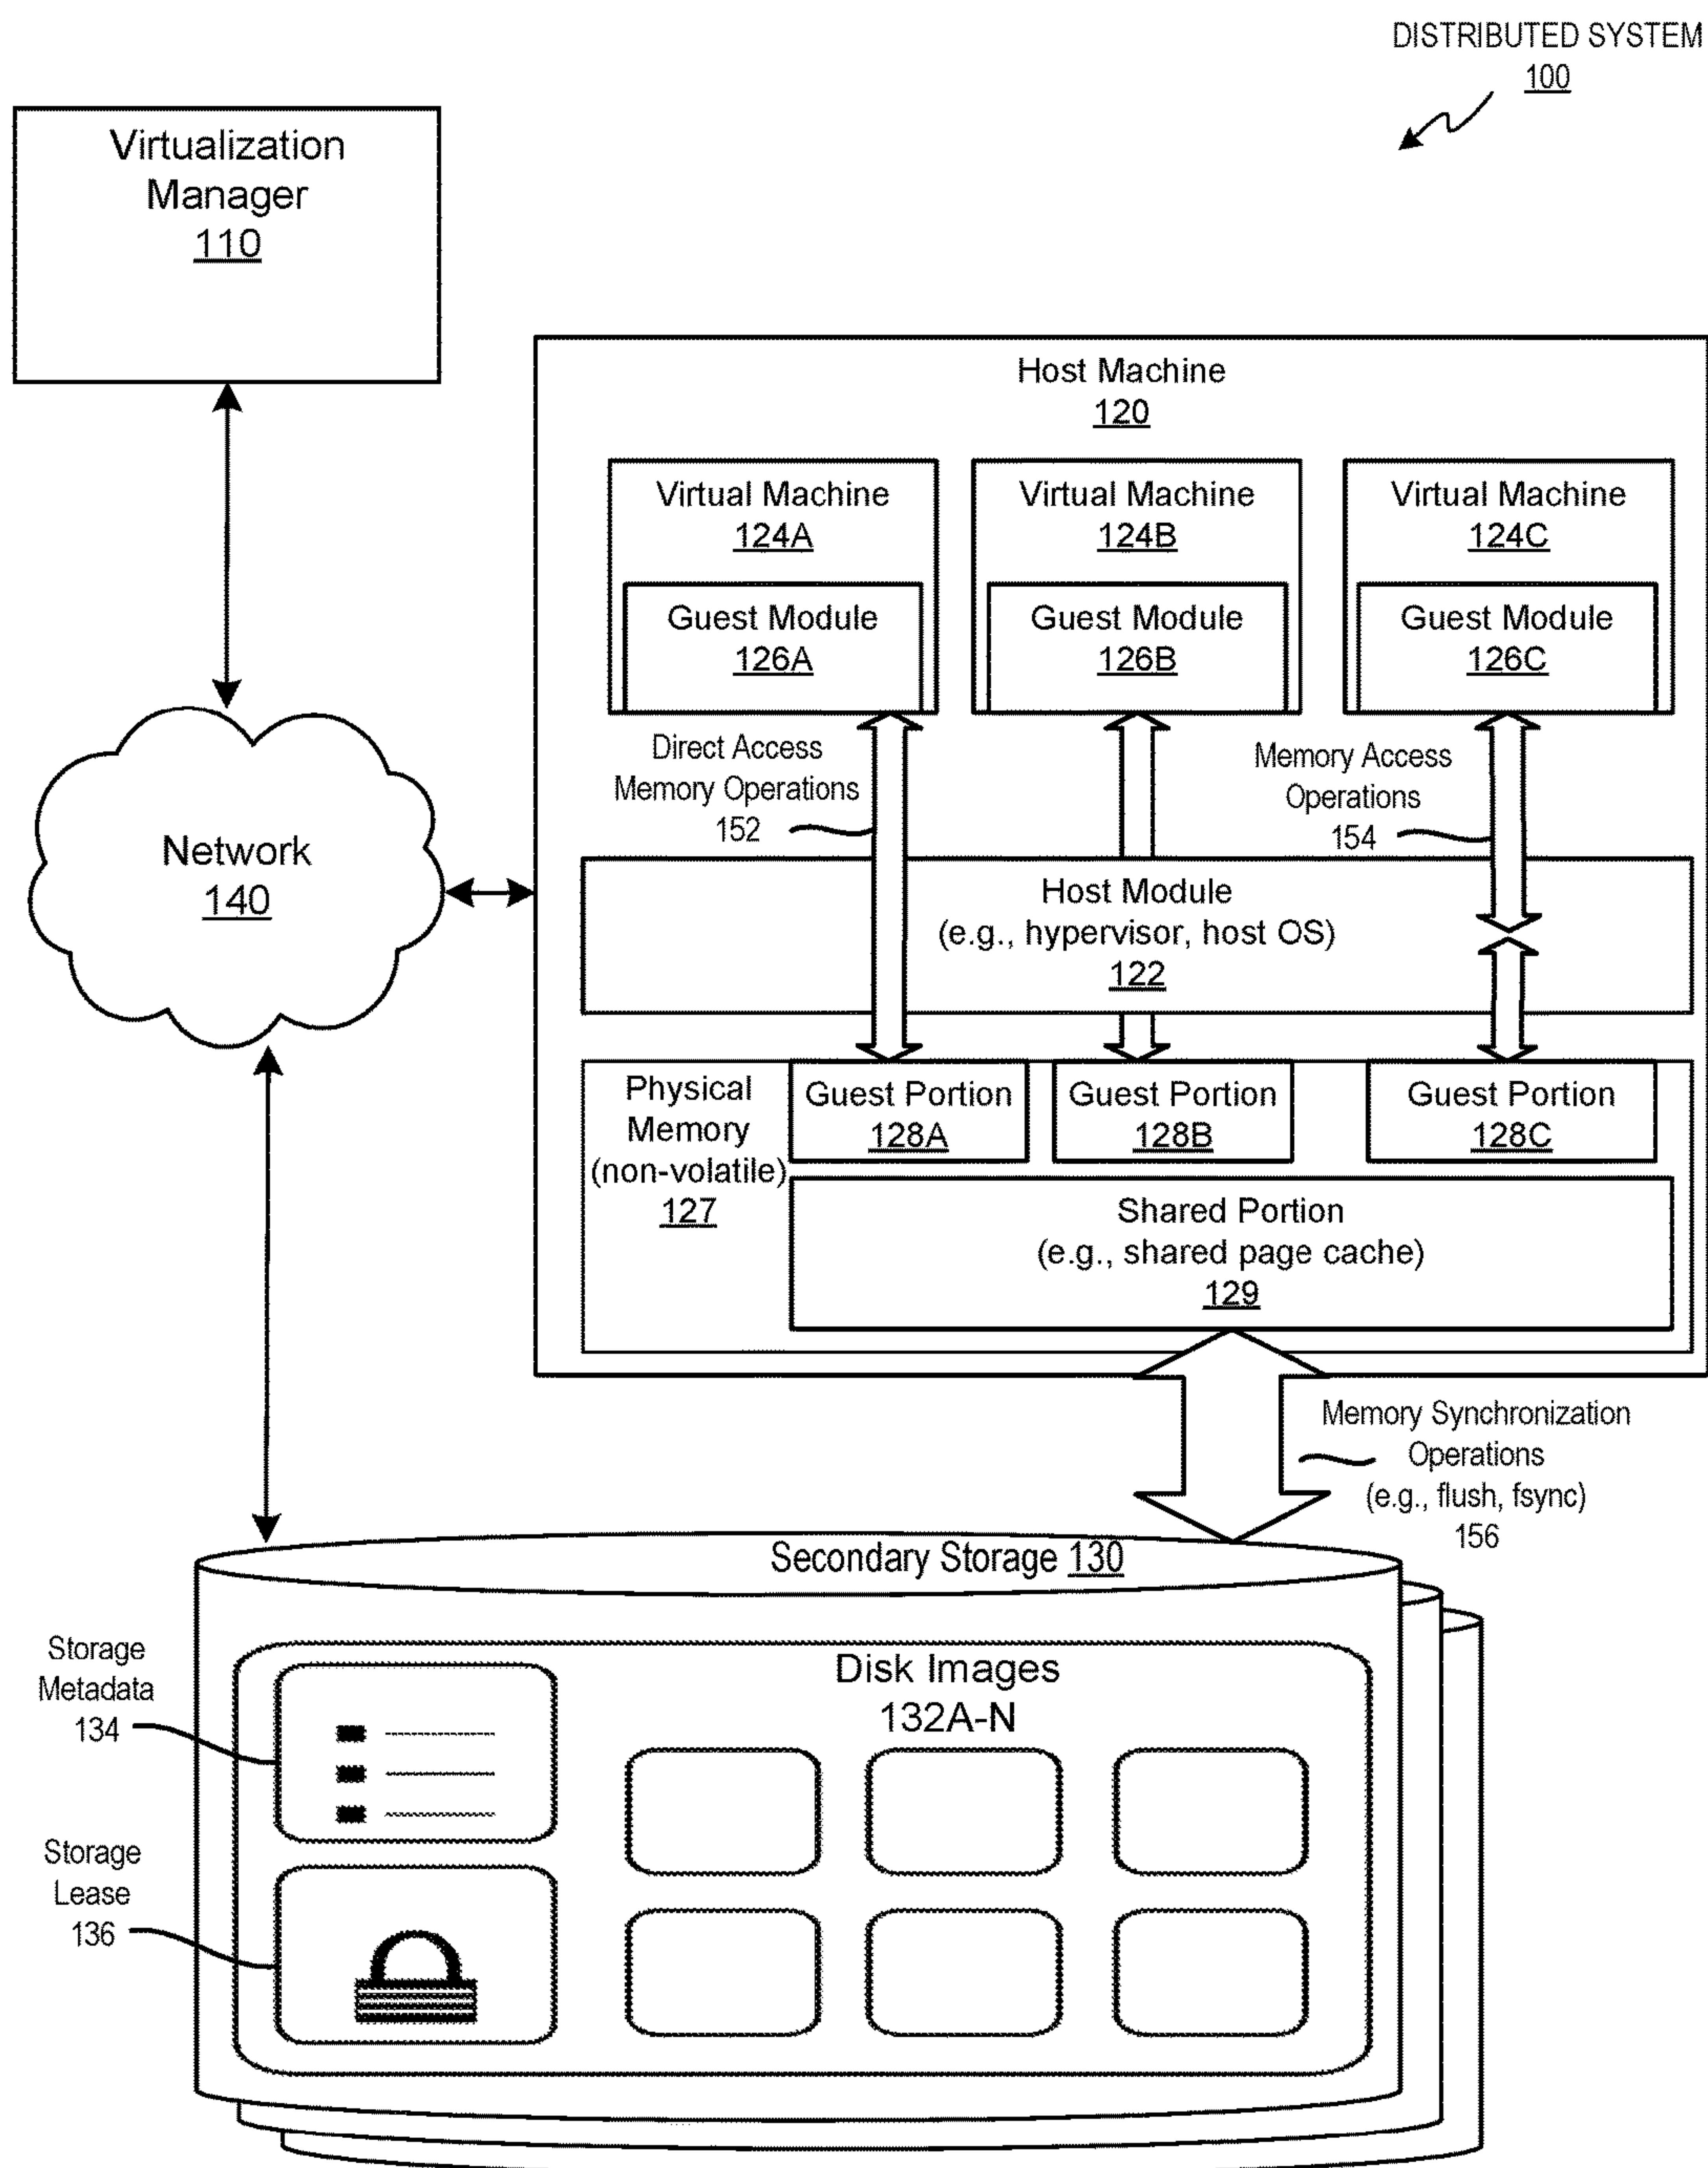 DISTRIBUTED SYSTEM
100
Virtualization
Manager
110
Host Machine
120
Virtual Machine
124A
Virtual Machine
124B
Virtual Machine
124C
Guest Module
126A
Guest Module
126B
Guest Module
126C
Direct Access
Memory Operations
152
Memory Access
Operations
154
Network
140
Host Module
(e.g., hypervisor, host OS)
122
Physical
Memory
(non-volatile)
127
Guest Portion
128A
Guest Portion
128B
Guest Portion
128C
Shared Portion
(e.g., shared page cache)
129
Memory Synchronization
Operations
(e.g., flush, fsync)
156
Secondary Storage 130
Storage
Metadata
134
Disk Images
132A-N
Storage
Lease
136